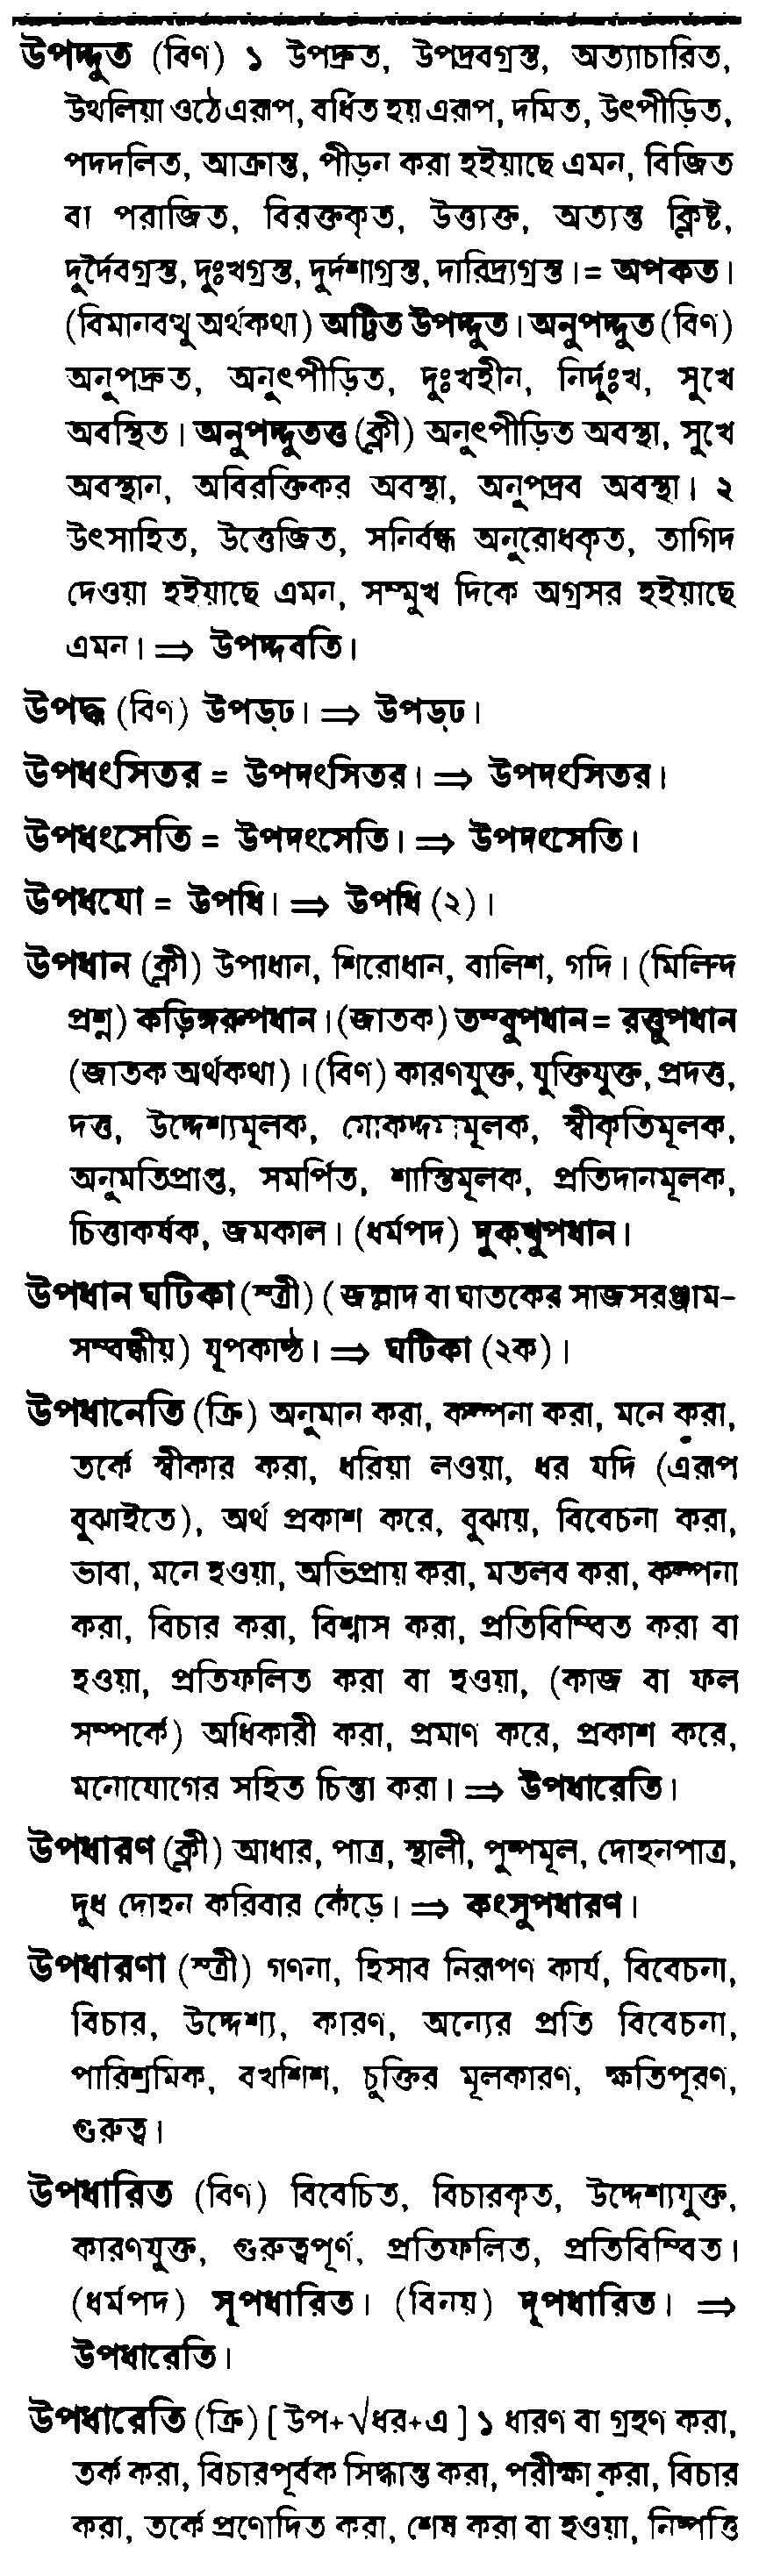 উপদ্দুত (বিণ) ১ উপদ্রুত, উপদ্রবগ্রস্ত, অত্যাচারিত,
উথলিয়া ওঠে এরূপ, বর্ধিত হয় এরূপ, দমিত, উৎপীড়িত,
পদদলিত, আক্রান্ত, পীড়ন করা হইয়াছে এমন, বিজিত
বা পরাজিত, বিরক্তকৃত, উত্ত্যক্ত, অত্যন্ত ক্লিষ্ট,
দুর্দৈবগ্রস্ত, দুঃখগ্রস্ত, দুর্দশাগ্রস্ত, দারিদ্র্যগ্রস্ত। = অপকত।
(বিমানবত্থু অর্থকথা) অট্টিত উপদ্দুত। অনুপদ্দুত (বিণ)
অনুপদ্রুত, অনুৎপীড়িত, দুঃখহীন, নির্দুঃখ, সুখে
অবস্থিত। অনুপদ্দুতত্ত (ক্লী) অনুৎপীড়িত অবস্থা, সুখে
অবস্থান, অবিরক্তিকর অবস্থা, অনুপদ্রব অবস্থা। ২
উৎসাহিত, উত্তেজিত, সনির্বন্ধ অনুরোধকৃত, তাগিদ
দেওয়া হইয়াছে এমন, সম্মুখ দিকে অগ্রসর হইয়াছে
এমন। ⇒ উপদ্দবতি।
উপদ্ধ (বিণ) উপড্ঢ। ⇒ উপড্ঢ।
উপধংসিতর = উপদংসিতর। ⇒ উপদংসিতর।
উপধংসেতি = উপদংসেতি। ⇒ উপদংসেতি।
উপধযো = উপধি। ⇒ উপধি (২)।
উপধান (ক্লী) উপাধান, শিরোধান, বালিশ, গদি। (মিলিন্দ
প্রশ্ন) কড়িঙ্গরূপধান। (জাতক) তম্বুপধান = রত্তুপধান
(জাতক অর্থকথা)। (বিণ) কারণযুক্ত, যুক্তিযুক্ত, প্রদত্ত,
দত্ত, উদ্দেশ্যমূলক, মোকদ্দমামূলক, স্বীকৃতিমূলক,
অনুমতিপ্রাপ্ত, সমর্পিত, শাস্তিমূলক, প্রতিদানমূলক,
চিত্তাকর্ষক, জমকাল। (ধর্মপদ) দুক্খুপধান।
উপধান ঘটিকা (স্ত্রী) (জল্লাদ বা ঘাতকের সাজসরঞ্জাম-
সম্বন্ধীয়) যূপকাষ্ঠ। ⇒ ঘটিকা (২ক)।
উপধানেতি (ক্রি) অনুমান করা, কল্পনা করা, মনে করা,
তর্কে স্বীকার করা, ধরিয়া লওয়া, ধর যদি (এরূপ
বুঝাইতে), অর্থ প্রকাশ করে, বুঝায়, বিবেচনা করা,
ভাবা, মনে হওয়া, অভিপ্রায় করা, মতলব করা, কল্পনা
করা, বিচার করা, বিশ্বাস করা, প্রতিবিম্বিত করা বা
হওয়া, প্রতিফলিত করা বা হওয়া, (কাজ বা ফল
সম্পর্কে) অধিকারী করা, প্রমাণ করে, প্রকাশ করে,
মনোযোগের সহিত চিন্তা করা। ⇒ উপধারেতি।
উপধারণ (ক্লী) আধার, পাত্র, স্থালী, পুষ্পমূল, দোহনপাত্র,
দুধ দোহন করিবার কেঁড়ে। ⇒ কংসুপধারণ।
উপধারণা (স্ত্রী) গণনা, হিসাব নিরূপণ কার্য, বিবেচনা,
বিচার, উদ্দেশ্য, কারণ, অন্যের প্রতি বিবেচনা,
পারিশ্রমিক, বখশিশ, চুক্তির মূলকারণ, ক্ষতিপূরণ,
গুরুত্ব।
উপধারিত (বিণ) বিবেচিত, বিচারকৃত, উদ্দেশ্যযুক্ত,
কারণযুক্ত, গুরুত্বপূর্ণ, প্রতিফলিত, প্রতিবিম্বিত।
(ধর্মপদ) সূপধারিত। (বিনয়) দূপধারিত। ⇒
উপধারেতি।
উপধারেতি (ক্রি) [ উপ+√ধর+এ ] ১ ধারণ বা গ্রহণ করা,
তর্ক করা, বিচারপূর্বক সিদ্ধান্ত করা, পরীক্ষা করা, বিচার
করা, তর্কে প্রণোদিত করা, শেষ করা বা হওয়া, নিষ্পত্তি